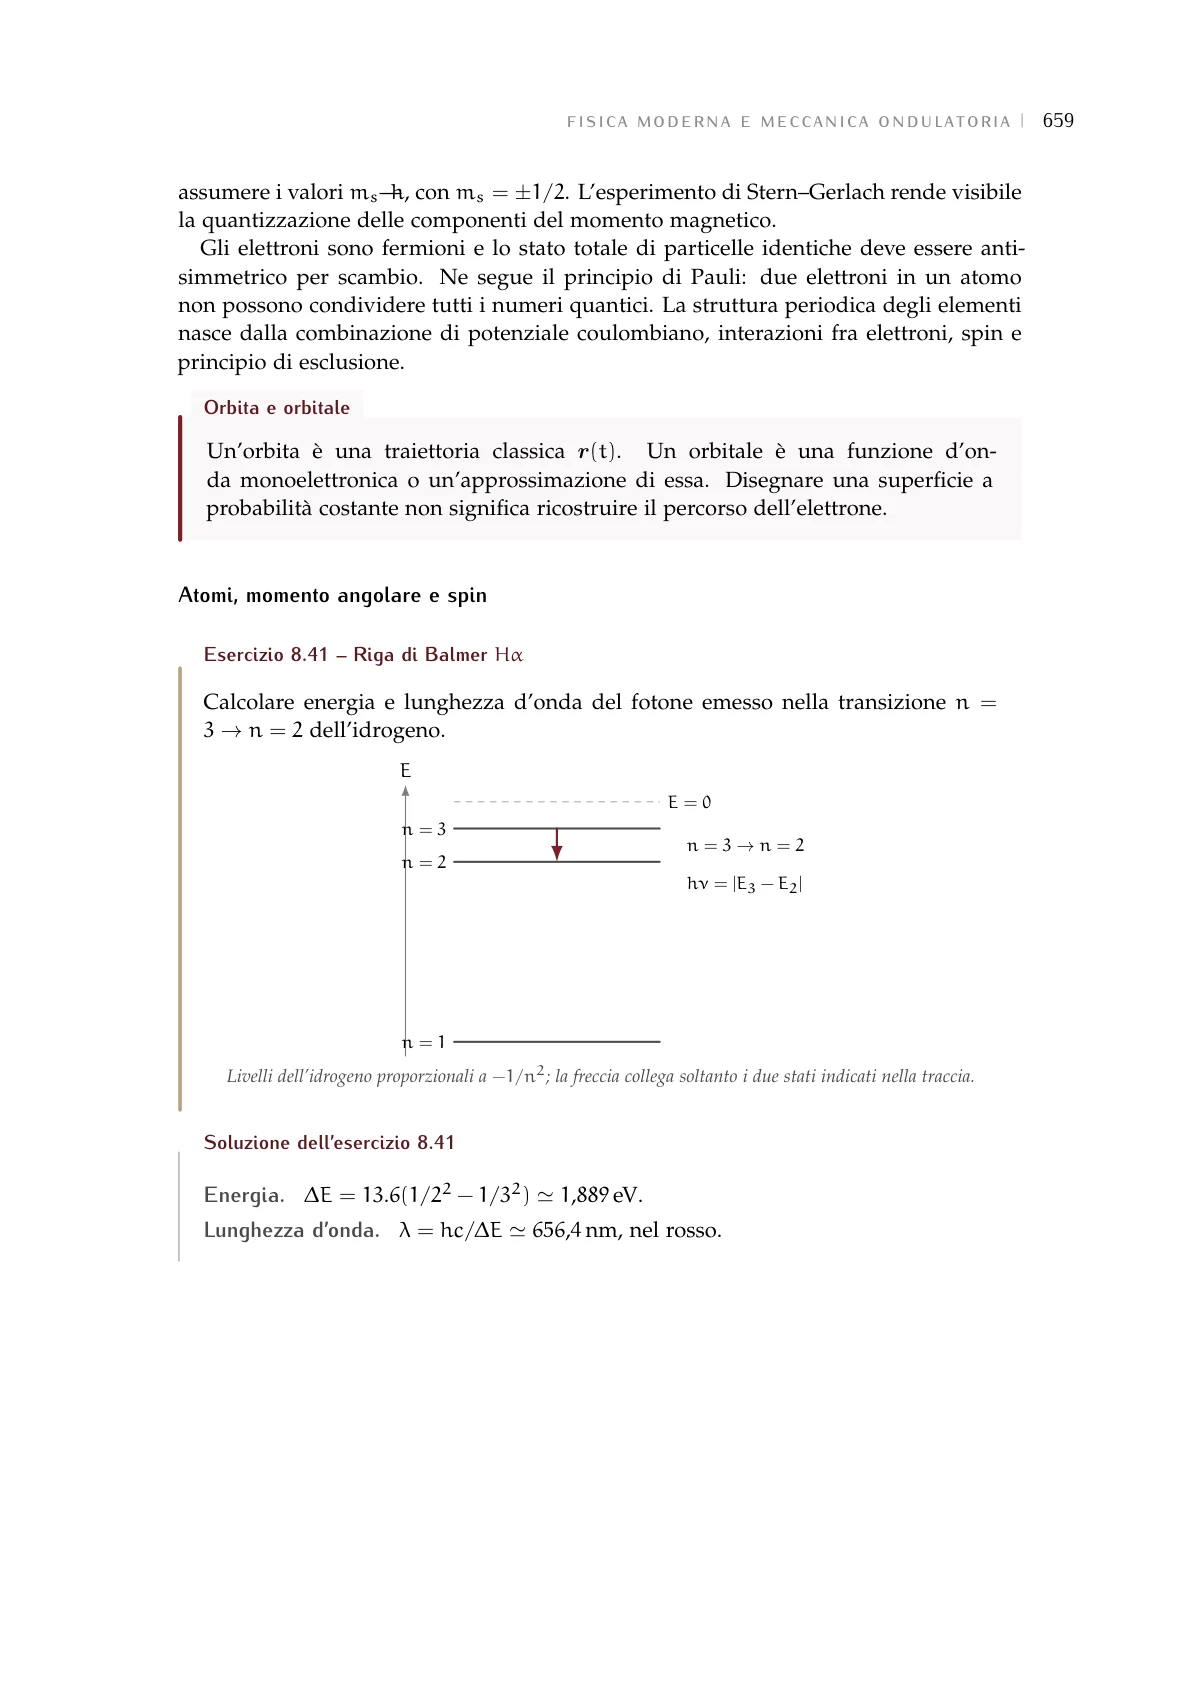 FISICA MODERNA E MECCANICA ONDULATORIA | 659
assumere i valori mₛℏ, con mₛ = ±1/2. L’esperimento di Stern–Gerlach rende visibile
la quantizzazione delle componenti del momento magnetico.
Gli elettroni sono fermioni e lo stato totale di particelle identiche deve essere anti-
simmetrico per scambio. Ne segue il principio di Pauli: due elettroni in un atomo
non possono condividere tutti i numeri quantici. La struttura periodica degli elementi
nasce dalla combinazione di potenziale coulombiano, interazioni fra elettroni, spin e
principio di esclusione.
Orbita e orbitale
Un’orbita è una traiettoria classica r(t). Un orbitale è una funzione d’on-
da monoelettronica o un’approssimazione di essa. Disegnare una superficie a
probabilità costante non significa ricostruire il percorso dell’elettrone.
Atomi, momento angolare e spin
Esercizio 8.41 – Riga di Balmer Hα
Calcolare energia e lunghezza d’onda del fotone emesso nella transizione n =
3 → n = 2 dell’idrogeno.
E
E = 0
n = 3
n = 3 → n = 2
n = 2
hν = |E₃ − E₂|
n = 1
Livelli dell’idrogeno proporzionali a −1/n²; la freccia collega soltanto i due stati indicati nella traccia.
Soluzione dell’esercizio 8.41
Energia. ΔE = 13.6(1/2² − 1/3²) ≃ 1,889 eV.
Lunghezza d’onda. λ = hc/ΔE ≃ 656,4 nm, nel rosso.